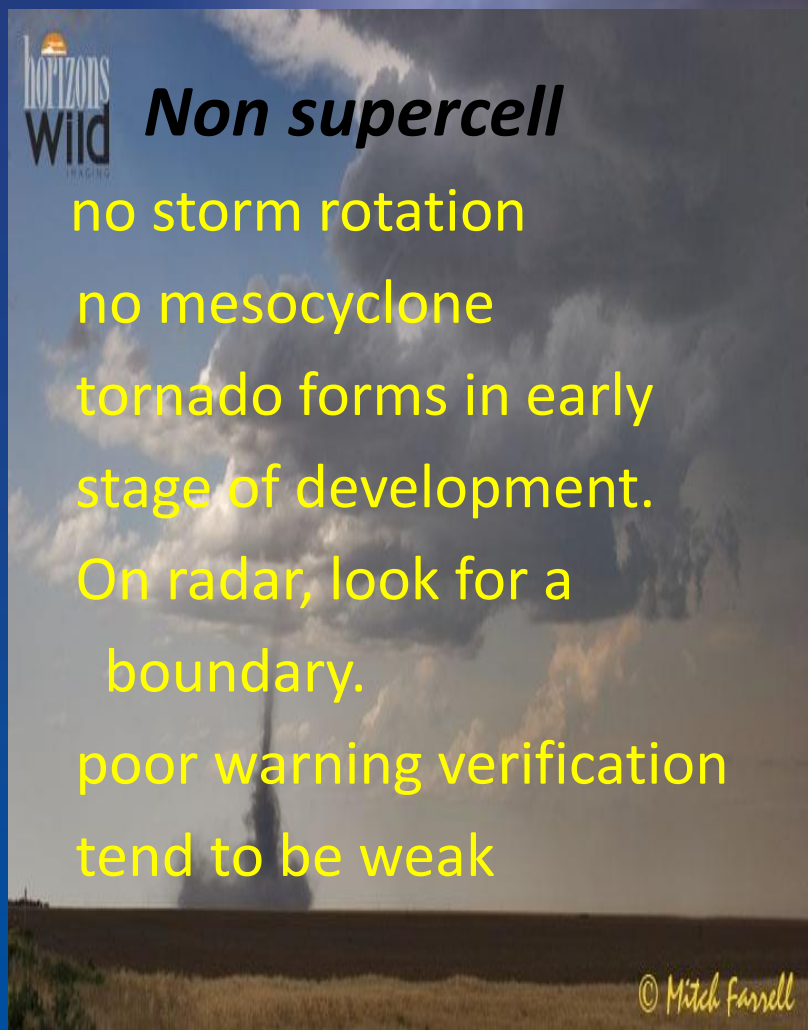 horizons
Wild
IMAGING
Non supercell
no storm rotation
no mesocyclone
tornado forms in early
stage of development.
On radar, look for a
boundary.
poor warning verification
tend to be weak
© Mitch Farrell